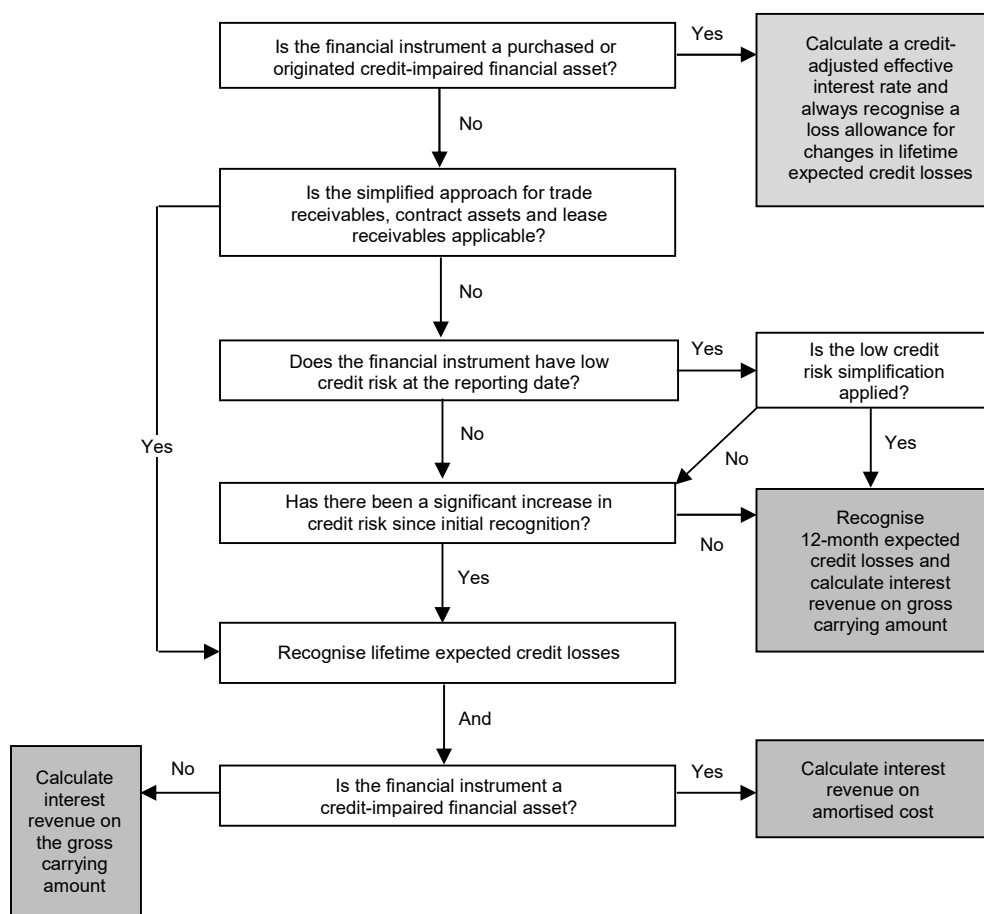 Is the financial instrument a purchased or
originated credit-impaired financial asset?
Yes
Calculate a credit-
adjusted effective
interest rate and
always recognise a
loss allowance for
changes in lifetime
expected credit losses
No
Is the simplified approach for trade
receivables, contract assets and lease
receivables applicable?
No
Does the financial instrument have low
credit risk at the reporting date?
Yes
Is the low credit
risk simplification
applied?
Yes
No
No
Yes
Has there been a significant increase in
credit risk since initial recognition?
No
Recognise
12-month expected
credit losses and
calculate interest
revenue on gross
carrying amount
Yes
Recognise lifetime expected credit losses
And
Is the financial instrument a
credit-impaired financial asset?
No
Calculate
interest
revenue on
the gross
carrying
amount
Yes
Calculate interest
revenue on
amortised cost